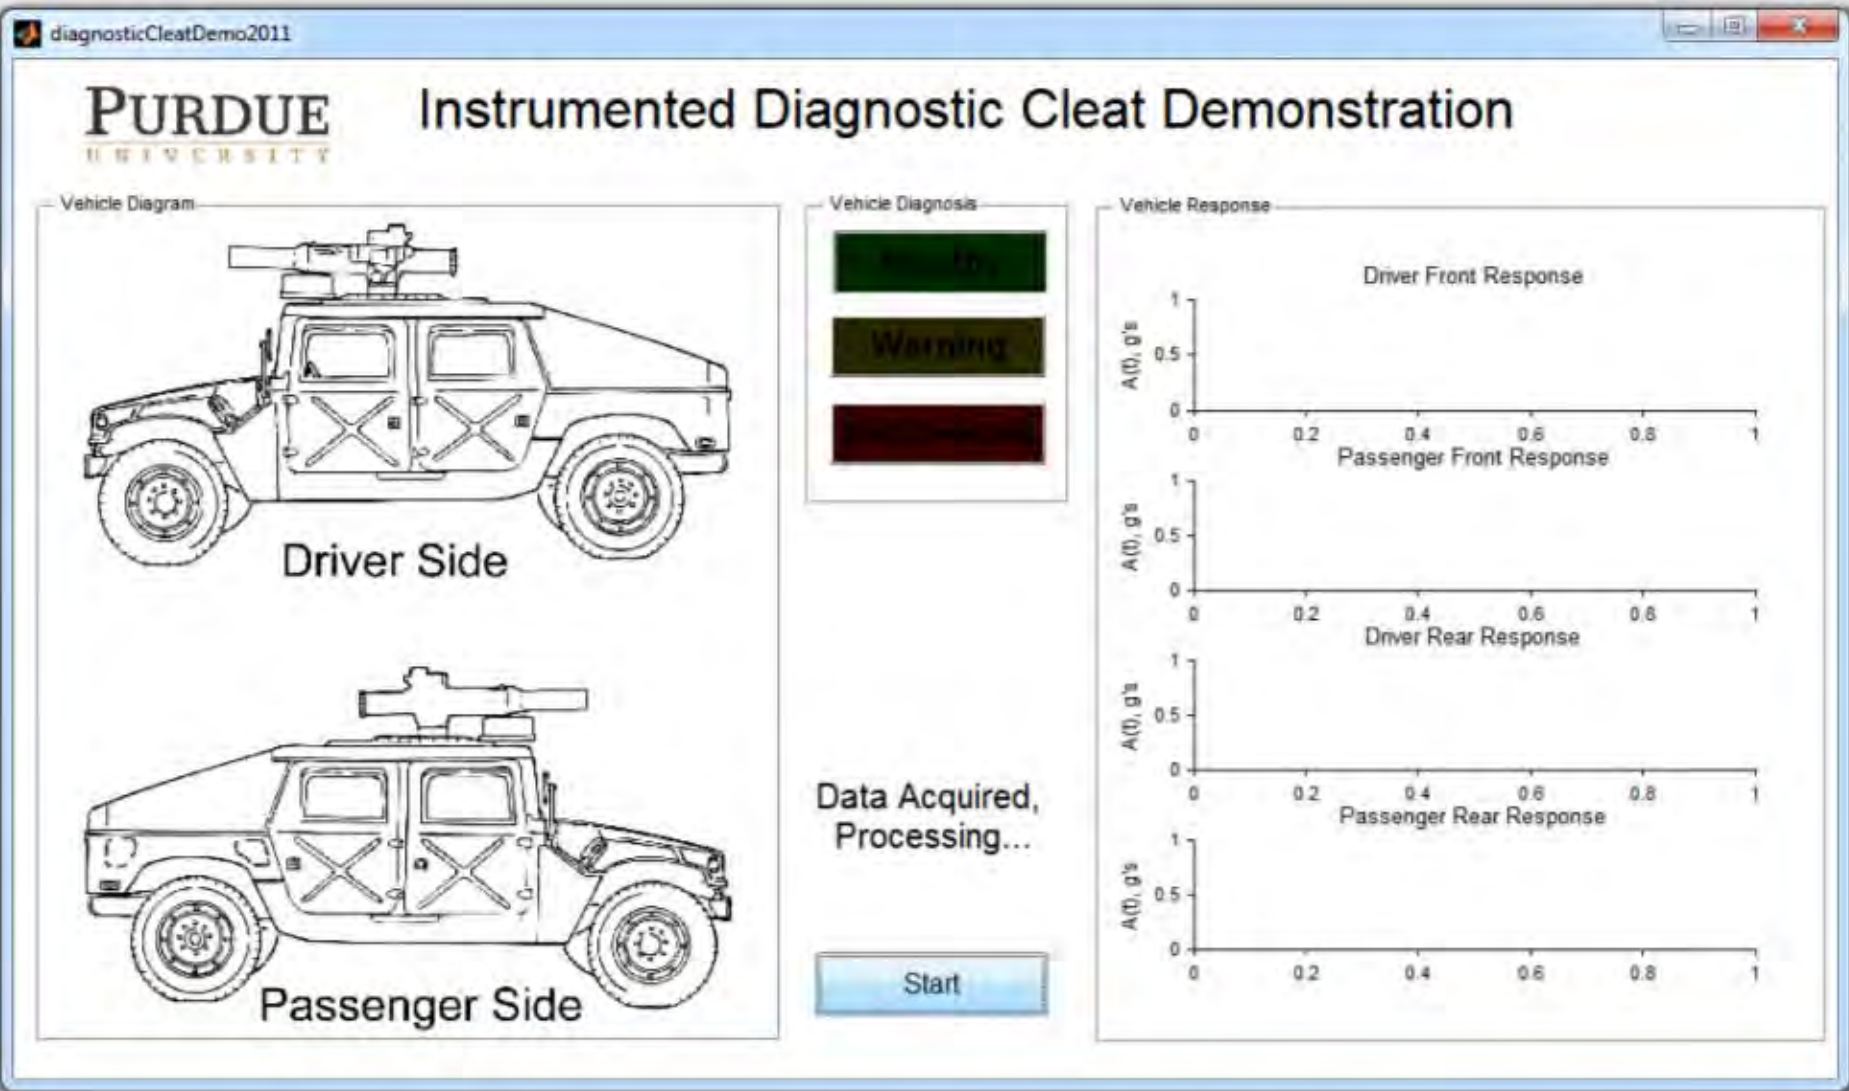 diagnosticCleatDemo2011
PURDUE
UNIVERSITY
Instrumented Diagnostic Cleat Demonstration
Vehicle Diagram
Driver Side
Passenger Side
Vehicle Diagnosis
Warning
Data Acquired,
Processing...
Start
Vehicle Response
Driver Front Response
A(t), g's
1
0.5
0
0 0.2 0.4 0.6 0.8 1
Passenger Front Response
A(t), g's
1
0.5
0
0 0.2 0.4 0.6 0.8 1
Driver Rear Response
A(t), g's
1
0.5
0
0 0.2 0.4 0.6 0.8 1
Passenger Rear Response
A(t), g's
1
0.5
0
0 0.2 0.4 0.6 0.8 1